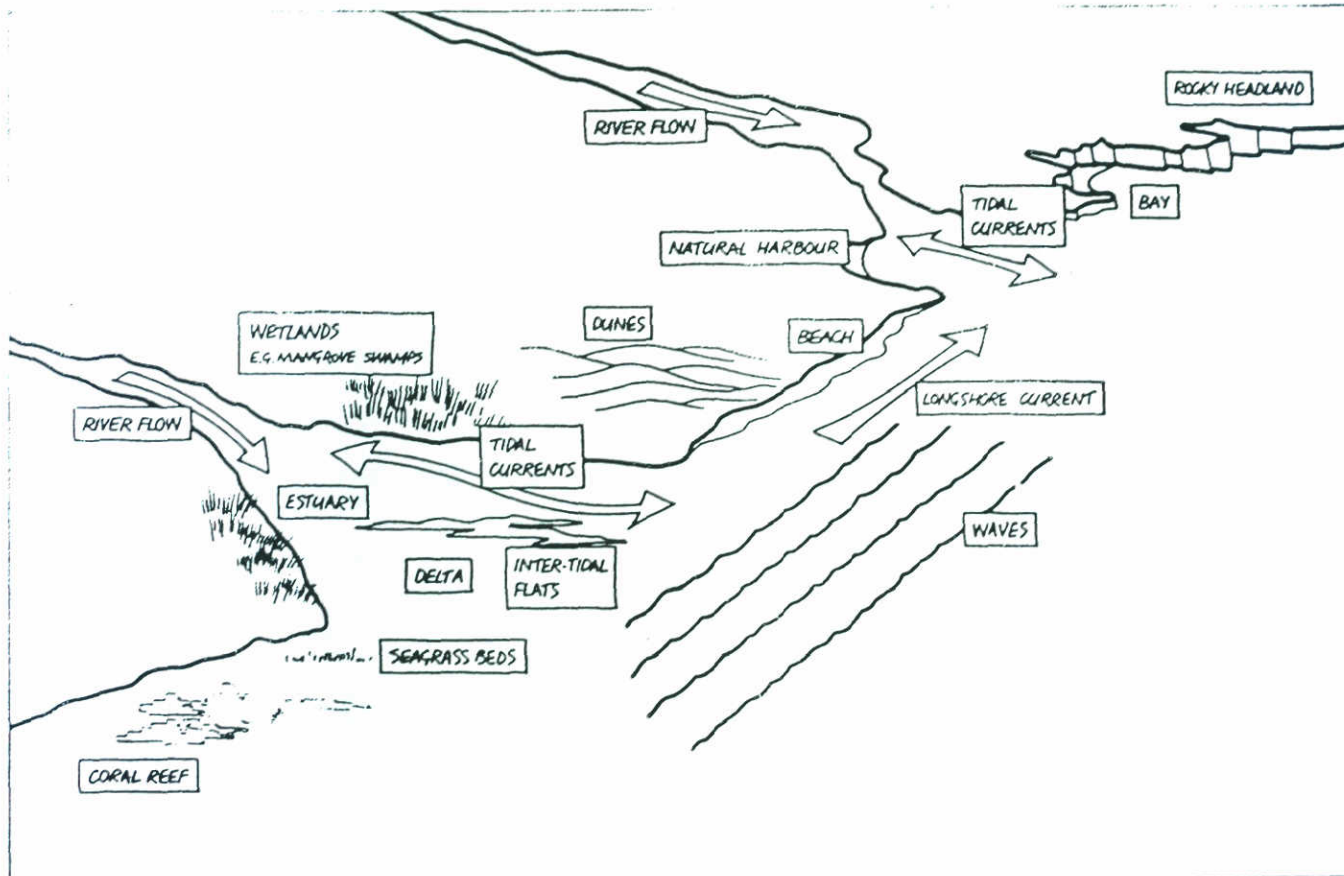 ROCKY HEADLAND
RIVER FLOW
TIDAL
CURRENTS
BAY
NATURAL HARBOUR
WETLANDS
E.G. MANGROVE SWAMPS
DUNES
BEACH
LONGSHORE CURRENT
RIVER FLOW
TIDAL
CURRENTS
ESTUARY
WAVES
DELTA
INTER-TIDAL
FLATS
SEAGRASS BEDS
CORAL REEF